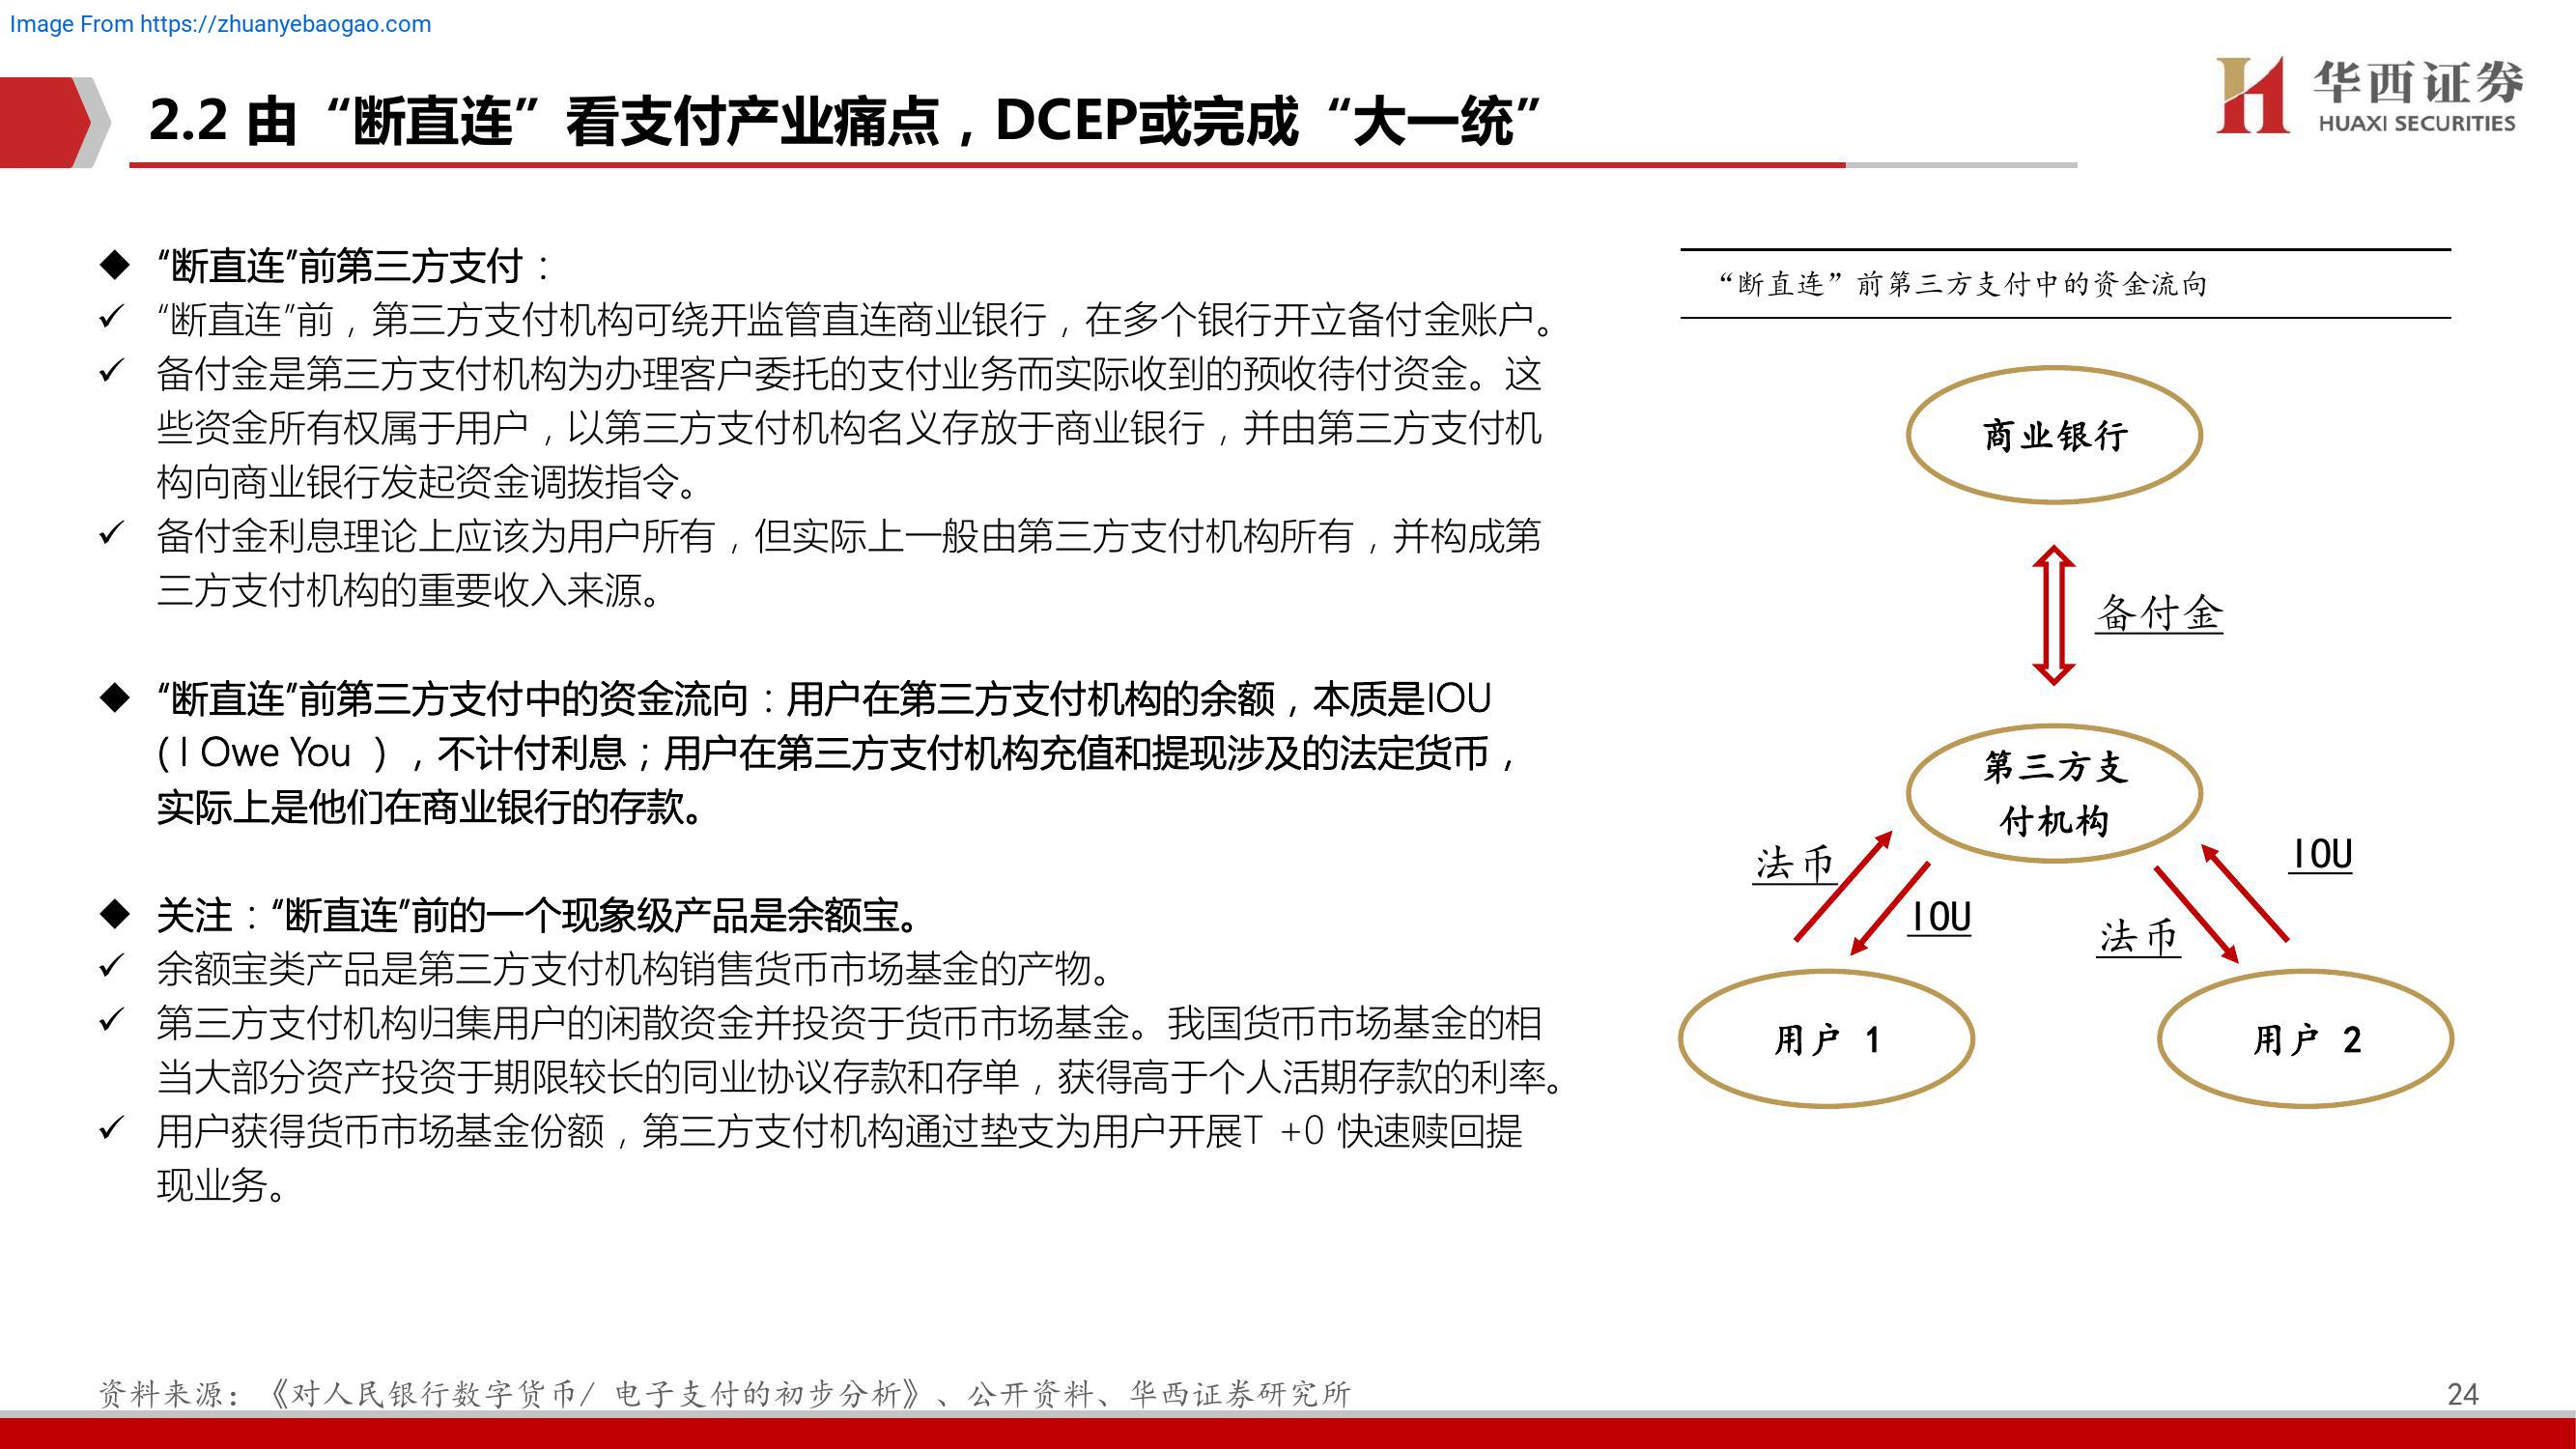 Image From https://zhuanyebaogao.com
2.2 由“断直连”看支付产业痛点，DCEP或完成“大一统”
华西证券
HUAXI SECURITIES
◆ “断直连”前第三方支付：
✓ “断直连”前，第三方支付机构可绕开监管直连商业银行，在多个银行开立备付金账户。
✓ 备付金是第三方支付机构为办理客户委托的支付业务而实际收到的预收待付资金。这
些资金所有权属于用户，以第三方支付机构名义存放于商业银行，并由第三方支付机
构向商业银行发起资金调拨指令。
✓ 备付金利息理论上应该为用户所有，但实际上一般由第三方支付机构所有，并构成第
三方支付机构的重要收入来源。
◆ “断直连”前第三方支付中的资金流向：用户在第三方支付机构的余额，本质是IOU
（I Owe You ），不计付利息；用户在第三方支付机构充值和提现涉及的法定货币，
实际上是他们在商业银行的存款。
◆ 关注：“断直连”前的一个现象级产品是余额宝。
✓ 余额宝类产品是第三方支付机构销售货币市场基金的产物。
✓ 第三方支付机构归集用户的闲散资金并投资于货币市场基金。我国货币市场基金的相
当大部分资产投资于期限较长的同业协议存款和存单，获得高于个人活期存款的利率。
✓ 用户获得货币市场基金份额，第三方支付机构通过垫支为用户开展T +0 快速赎回提
现业务。
“断直连”前第三方支付中的资金流向
商业银行
备付金
第三方支
付机构
法币
IOU
法币
IOU
用户 1
用户 2
资料来源：《对人民银行数字货币/ 电子支付的初步分析》、公开资料、华西证券研究所
24